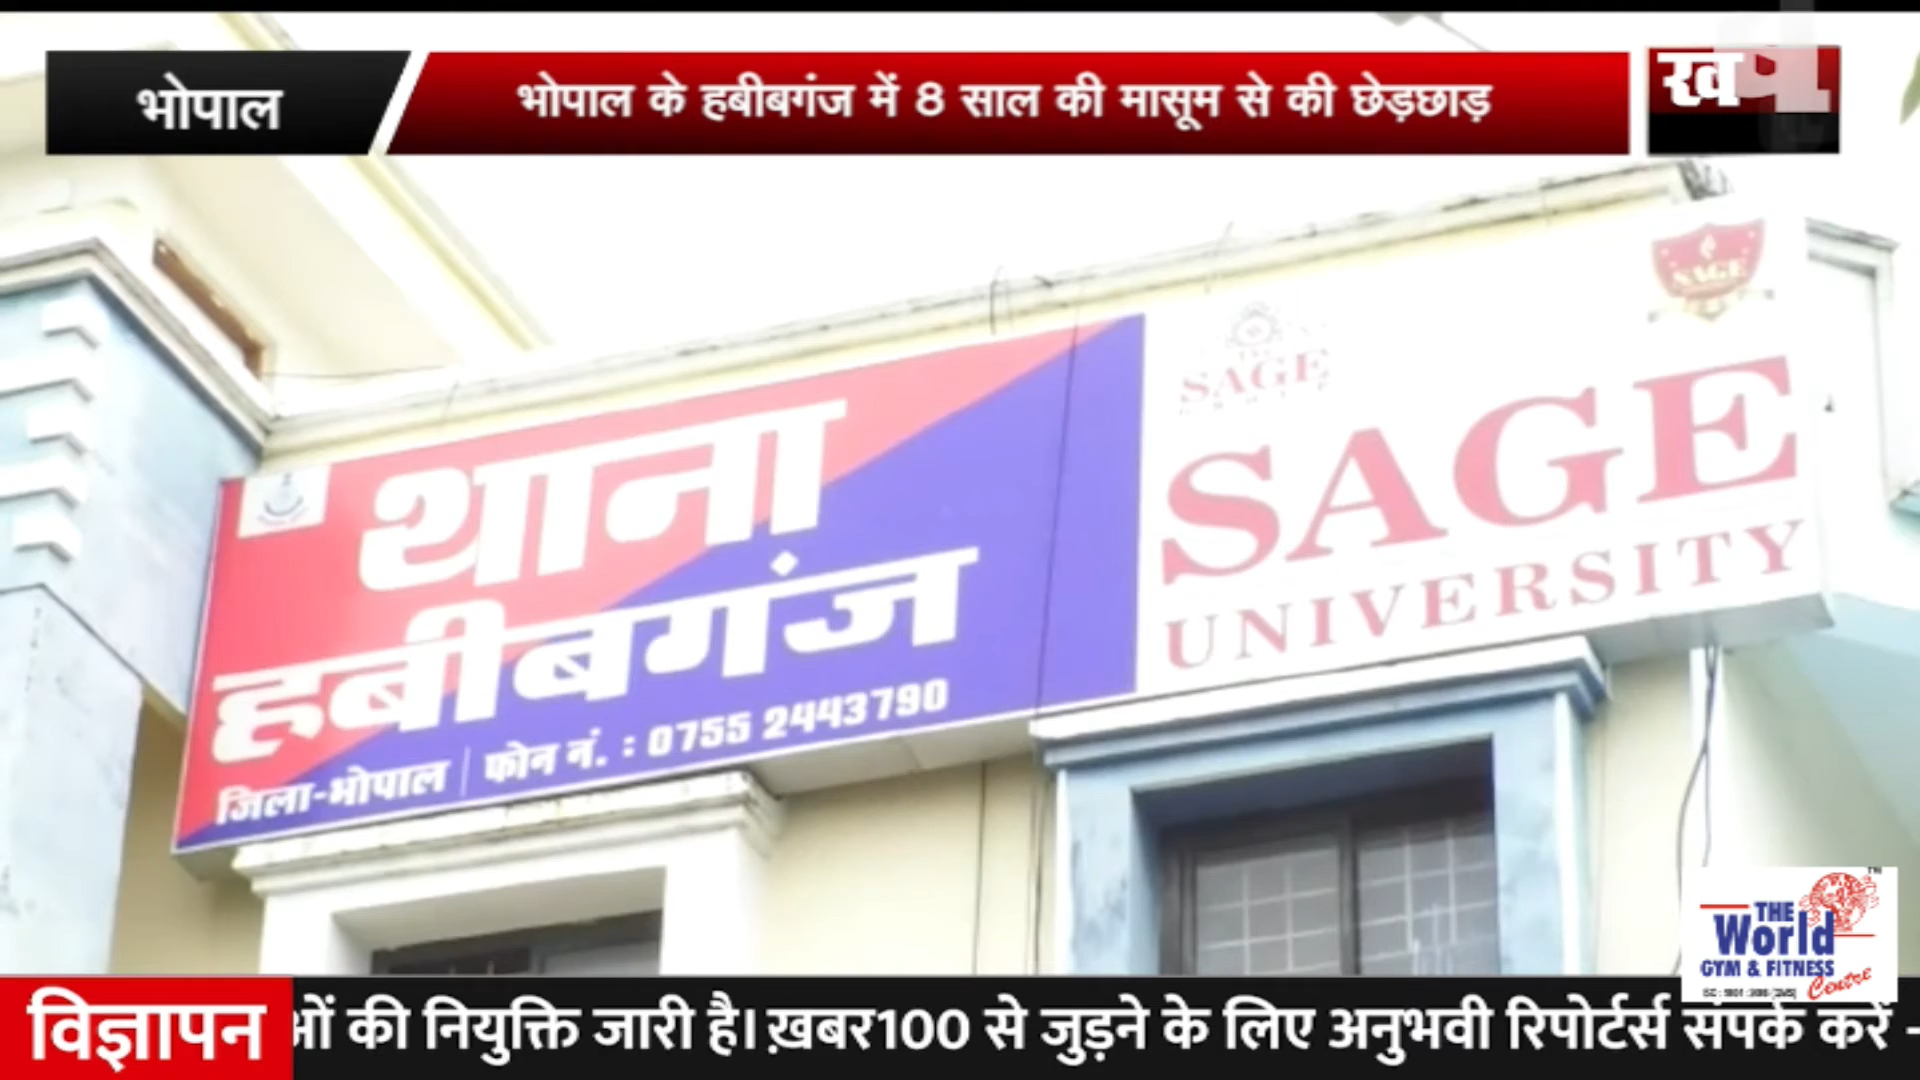 भोपाल
भोपाल के हबीबगंज में 8 साल की मासूम से की छेड़छाड़
ख
SAGE
SAGE
थाना
हबीबगंज
जिला-भोपाल | फोन नं. : 0755 2443790
SAGE
UNIVERSITY
THE
World
GYM & FITNESS
Centre
विज्ञापन
ओं की नियुक्ति जारी है। ख़बर100 से जुड़ने के लिए अनुभवी रिपोर्टर्स संपर्क करें -